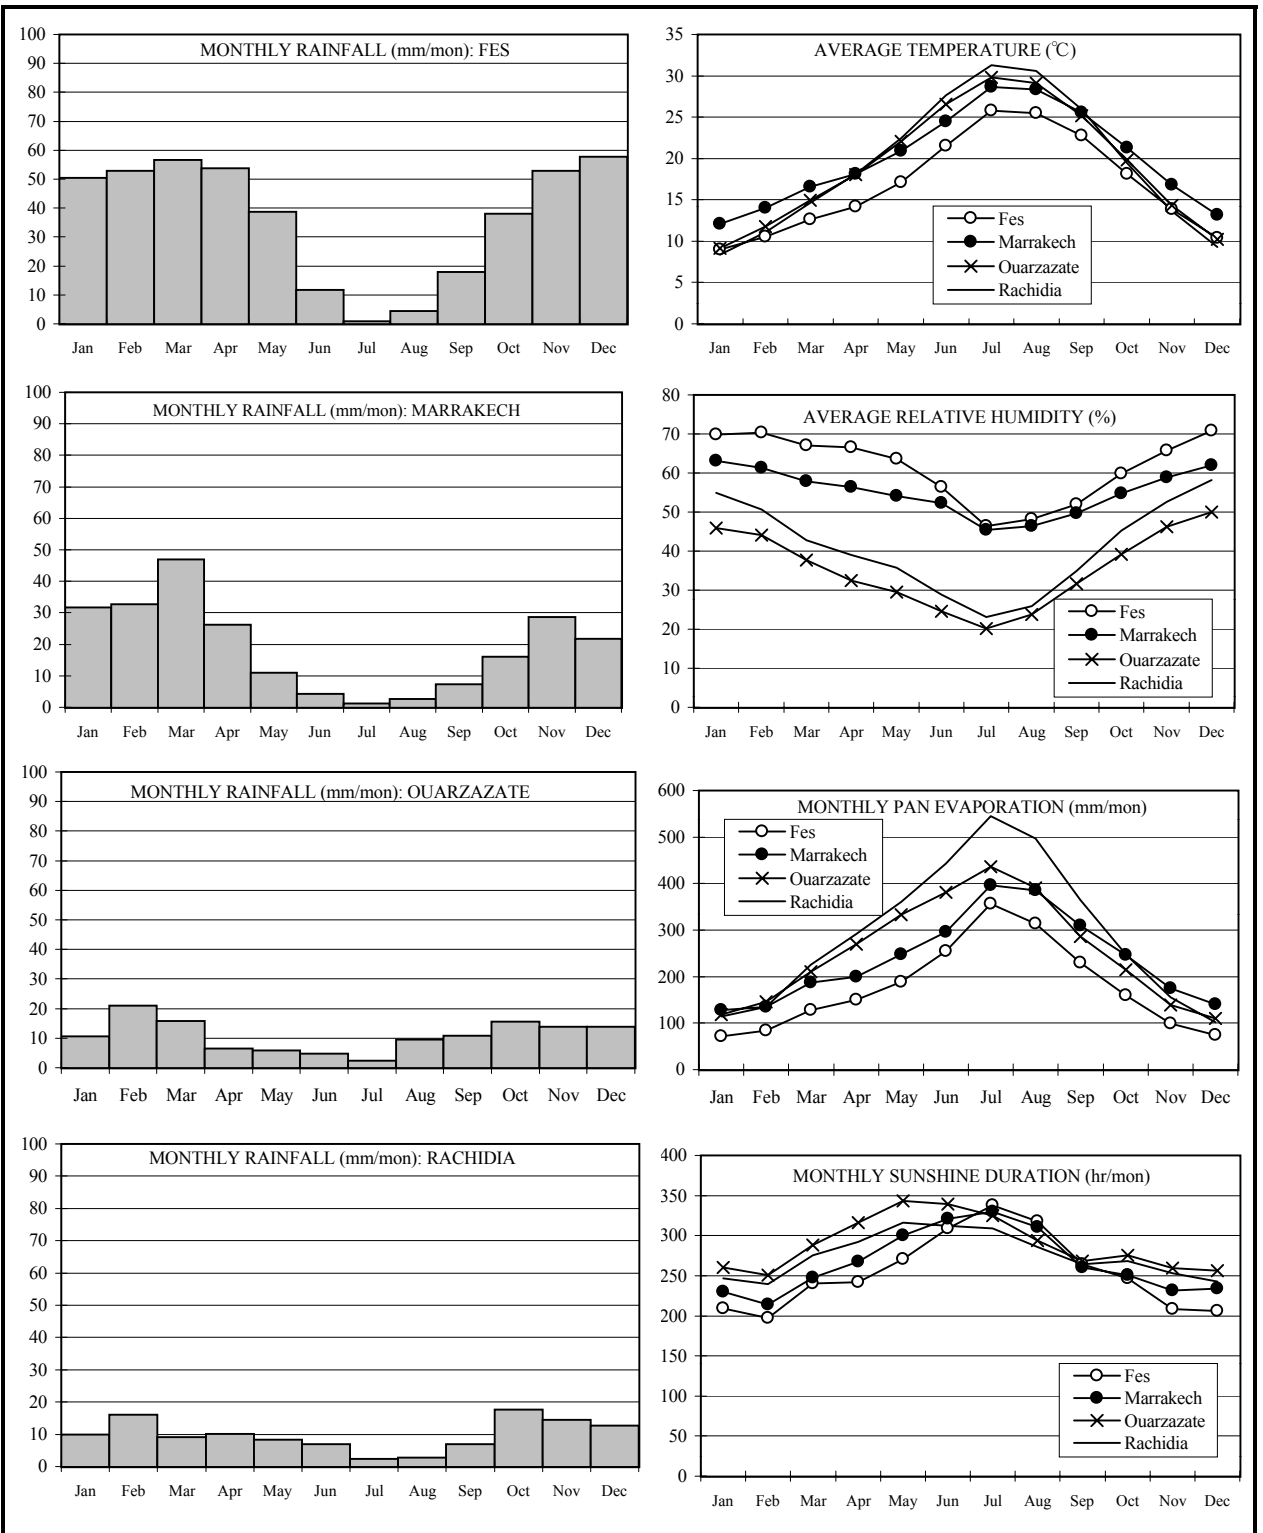 MONTHLY RAINFALL (mm/mon): FES
100
90
80
70
60
50
40
30
20
10
0
Jan Feb Mar Apr May Jun Jul Aug Sep Oct Nov Dec
AVERAGE TEMPERATURE (℃)
35
30
25
20
15
10
5
0
Fes
Marrakech
Ouarzazate
Rachidia
Jan Feb Mar Apr May Jun Jul Aug Sep Oct Nov Dec
MONTHLY RAINFALL (mm/mon): MARRAKECH
100
90
80
70
60
50
40
30
20
10
0
Jan Feb Mar Apr May Jun Jul Aug Sep Oct Nov Dec
AVERAGE RELATIVE HUMIDITY (%)
80
70
60
50
40
30
20
10
0
Fes
Marrakech
Ouarzazate
Rachidia
Jan Feb Mar Apr May Jun Jul Aug Sep Oct Nov Dec
MONTHLY RAINFALL (mm/mon): OUARZAZATE
100
90
80
70
60
50
40
30
20
10
0
Jan Feb Mar Apr May Jun Jul Aug Sep Oct Nov Dec
MONTHLY PAN EVAPORATION (mm/mon)
600
500
400
300
200
100
0
Fes
Marrakech
Ouarzazate
Rachidia
Jan Feb Mar Apr May Jun Jul Aug Sep Oct Nov Dec
MONTHLY RAINFALL (mm/mon): RACHIDIA
100
90
80
70
60
50
40
30
20
10
0
Jan Feb Mar Apr May Jun Jul Aug Sep Oct Nov Dec
MONTHLY SUNSHINE DURATION (hr/mon)
400
350
300
250
200
150
100
50
0
Fes
Marrakech
Ouarzazate
Rachidia
Jan Feb Mar Apr May Jun Jul Aug Sep Oct Nov Dec